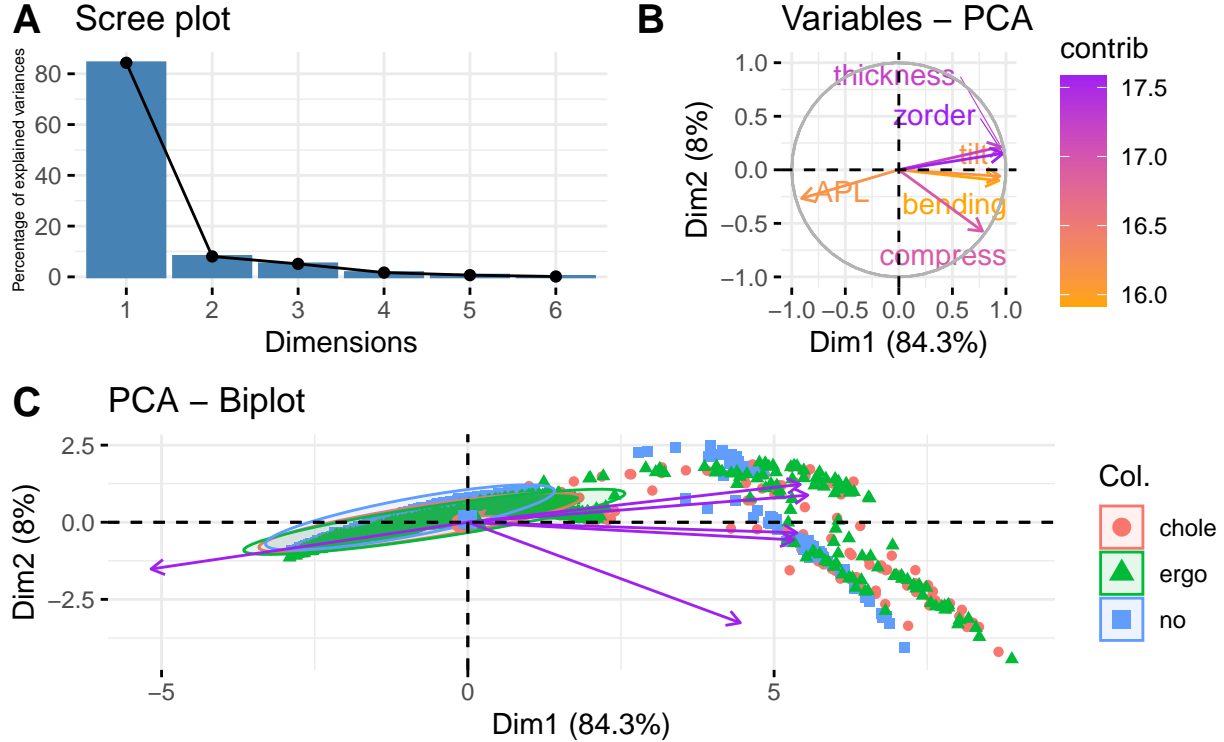 A Scree plot
Percentage of explained variances
80
60
40
20
0
1 2 3 4 5 6
Dimensions
B Variables – PCA
Dim2 (8%)
1.0
0.5
0.0
−0.5
−1.0
thickness
zorder
tilt
APL
bending
compress
−1.0 −0.5 0.0 0.5 1.0
Dim1 (84.3%)
contrib
17.5
17.0
16.5
16.0
C PCA – Biplot
Dim2 (8%)
2.5
0.0
−2.5
−5 0 5
Dim1 (84.3%)
Col.
chole
ergo
no